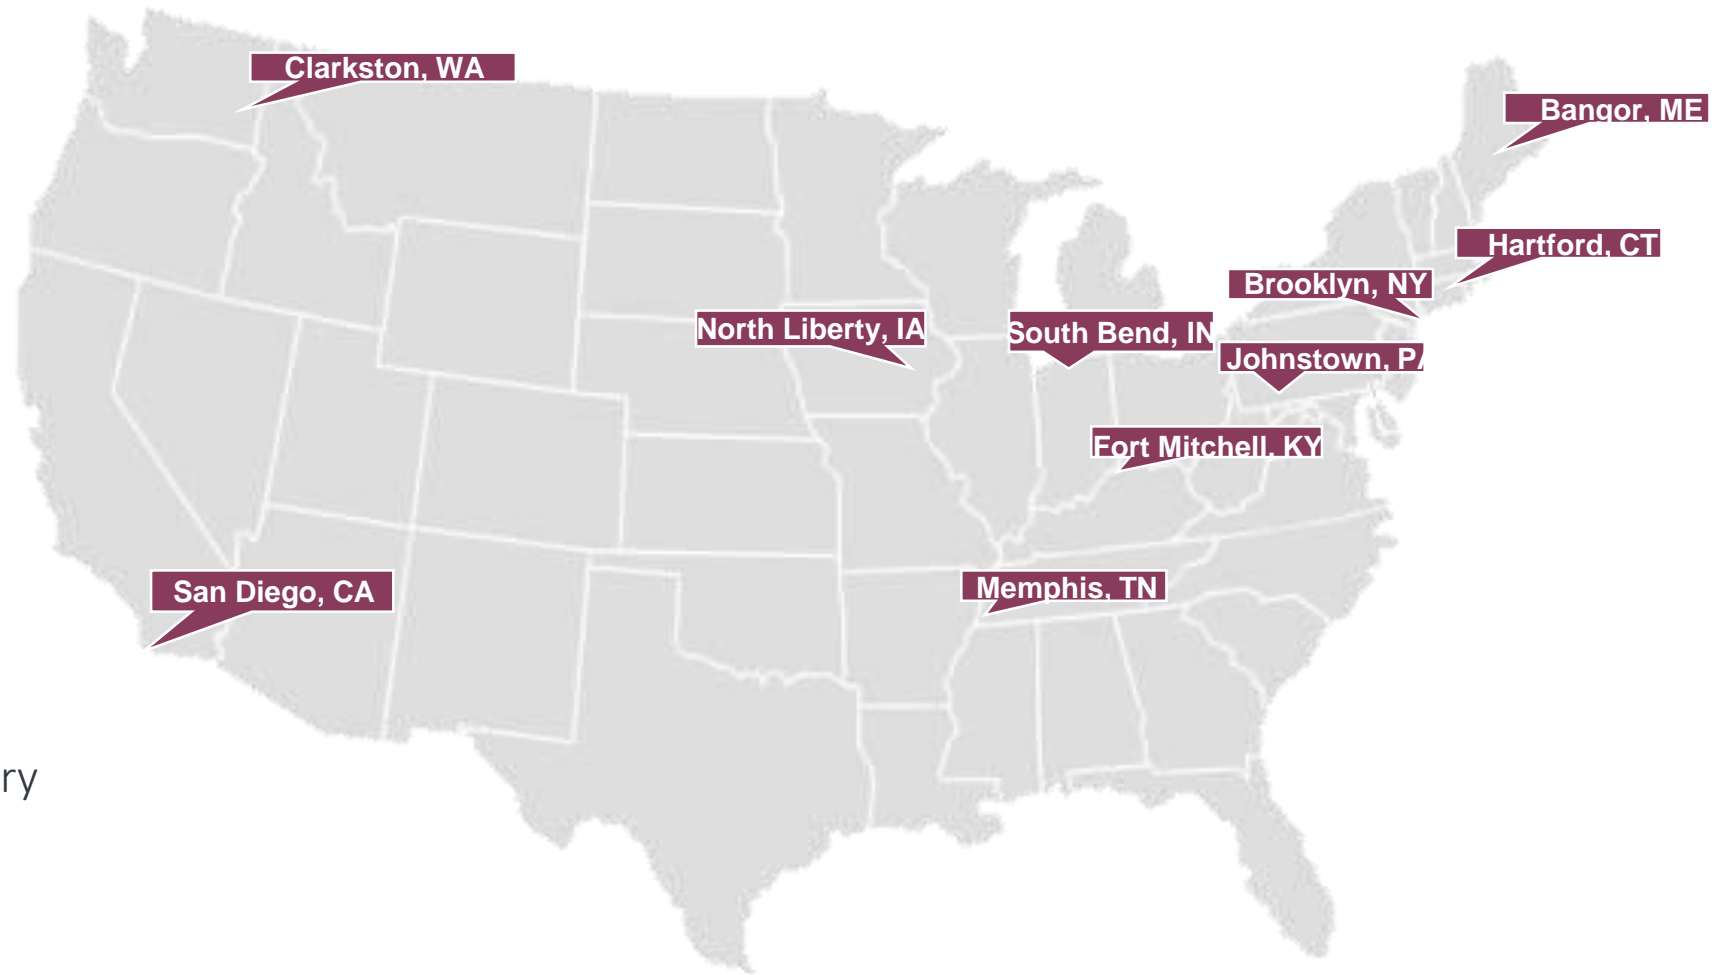 Clarkston, WA
Bangor, ME
Hartford, CT
Brooklyn, NY
North Liberty, IA
South Bend, IN
Johnstown, PA
Fort Mitchell, KY
Memphis, TN
San Diego, CA
ry